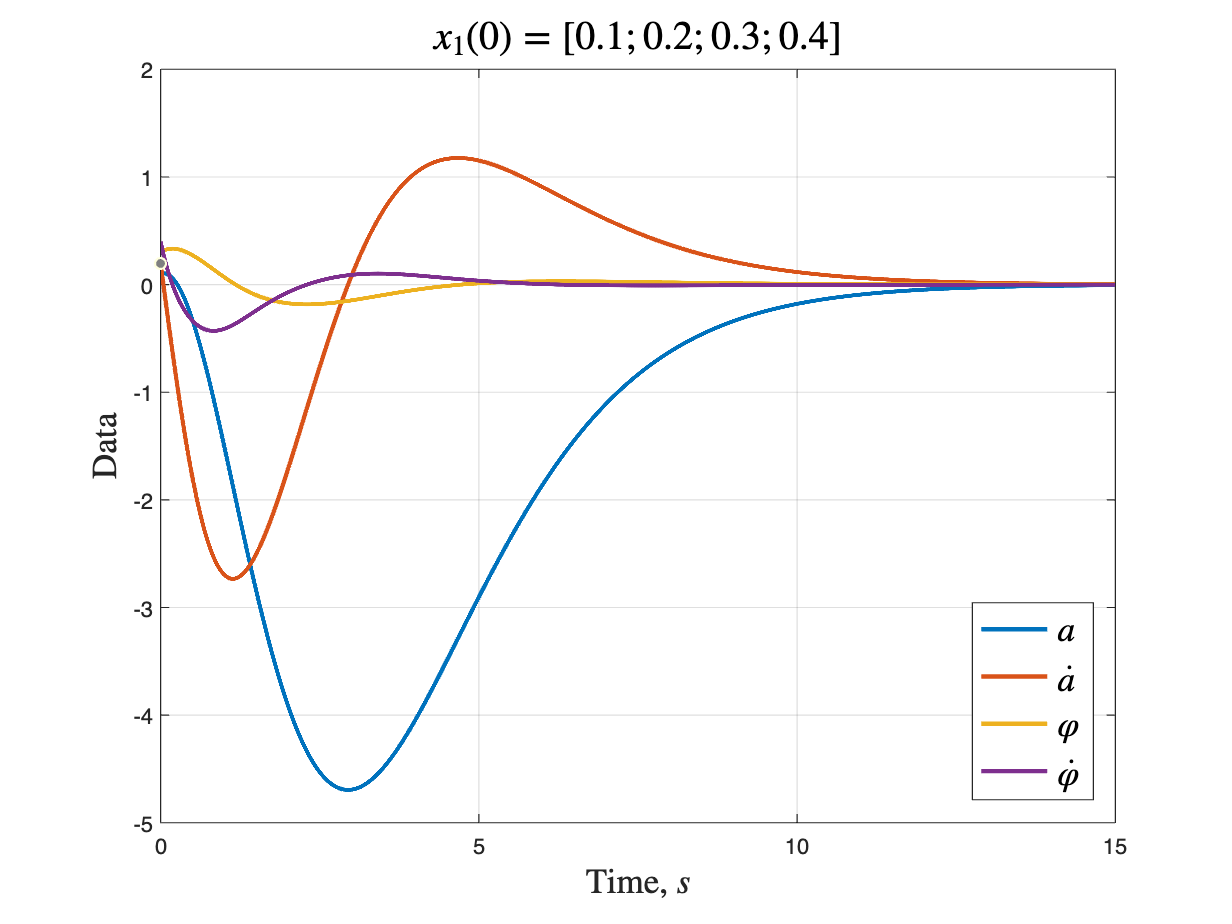 x₁(0) = [0.1; 0.2; 0.3; 0.4]
2
1
0
-1
-2
-3
-4
-5
Data
0
5
10
15
Time, s
a
ȧ
φ
φ̇